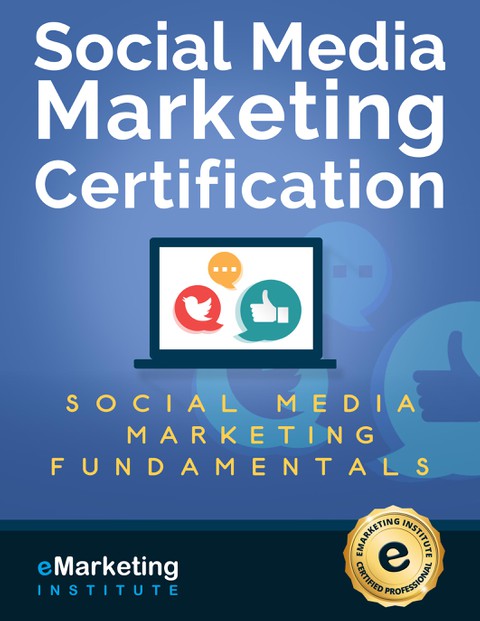 Social Media
Marketing
Certification
SOCIAL MEDIA
MARKETING
FUNDAMENTALS
eMarketing
INSTITUTE
EMARKETING INSTITUTE
e
CERTIFIED PROFESSIONAL